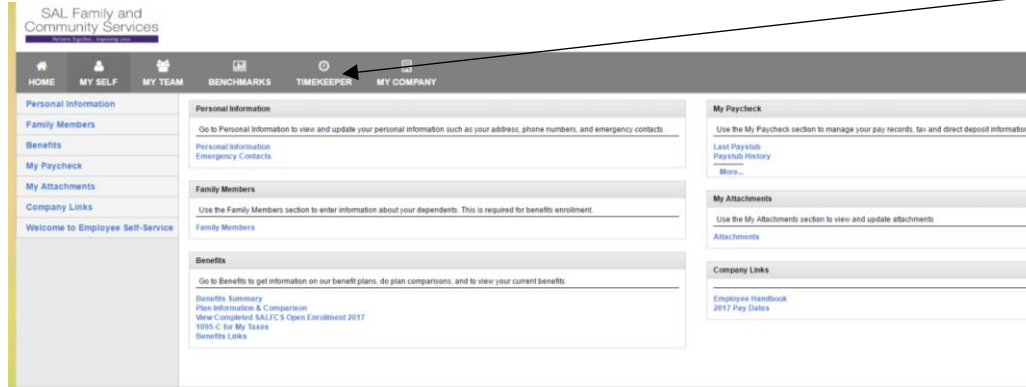 SAL Family and
Community Services
HOME MY SELF MY TEAM BENCHMARKS TIMEKEEPER MY COMPANY
Personal Information
Family Members
Benefits
My Paycheck
My Attachments
Company Links
Welcome to Employee Self-Service
Personal Information
Go to Personal Information to view and update your personal information such as your address, phone numbers, and emergency contacts.
Personal Information
Emergency Contacts
Family Members
Use the Family Members section to enter information about your dependents. This is required for benefits enrollment.
Family Members
Benefits
Go to Benefits to get information on our benefit plans, do plan comparisons, and to view your current benefits.
Benefits Summary
Plan Information & Comparison
View Completed SALFCS Open Enrollment 2017
1095-C for My Taxes
Benefits Links
My Paycheck
Use the My Paycheck section to manage your pay records, tax and direct deposit information
Last Paystub
Paystub History
More...
My Attachments
Use the My Attachments section to view and update attachments
Attachments
Company Links
Employee Handbook
2017 Pay Dates